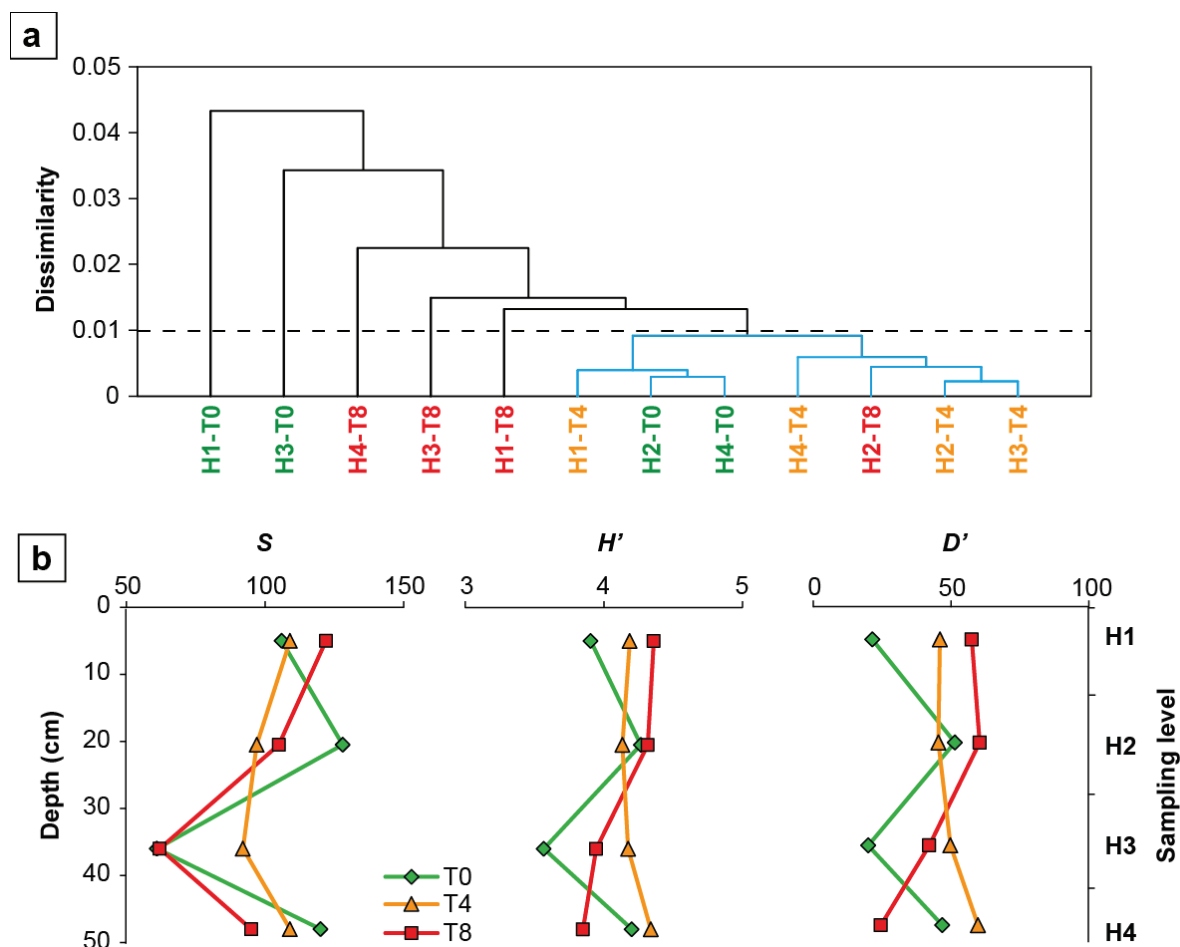 a
Dissimilarity
0.05
0.04
0.03
0.02
0.01
0
H1-T0
H3-T0
H4-T8
H3-T8
H1-T8
H1-T4
H2-T0
H4-T0
H4-T4
H2-T8
H2-T4
H3-T4
b
S H’ D’
50 100 150 3 4 5 0 50 100
Depth (cm)
0
10
20
30
40
50
T0
T4
T8
H1
H2
H3
H4
Sampling level